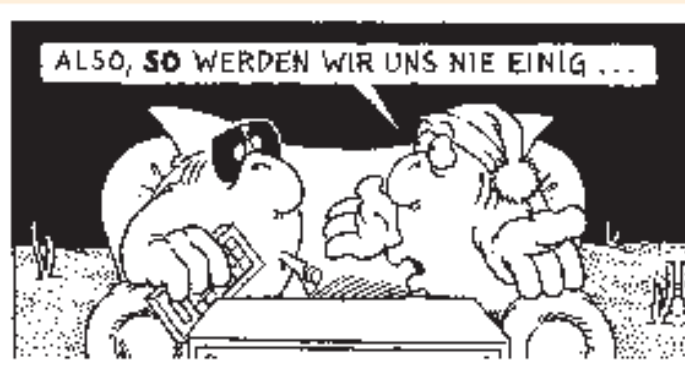 ALSO, SO WERDEN WIR UNS NIE EINIG ...